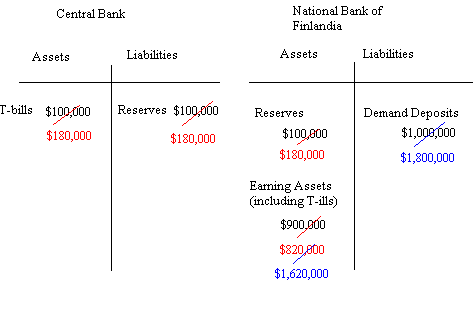 Central Bank
National Bank of
Finlandia
Assets Liabilities
Assets Liabilities
T-bills $100,000 Reserves $100,000
$180,000 $180,000
Reserves Demand Deposits
$100,000 $1,000,000
$180,000 $1,800,000
Earning Assets
(including T-ills)
$900,000
$820,000
$1,620,000